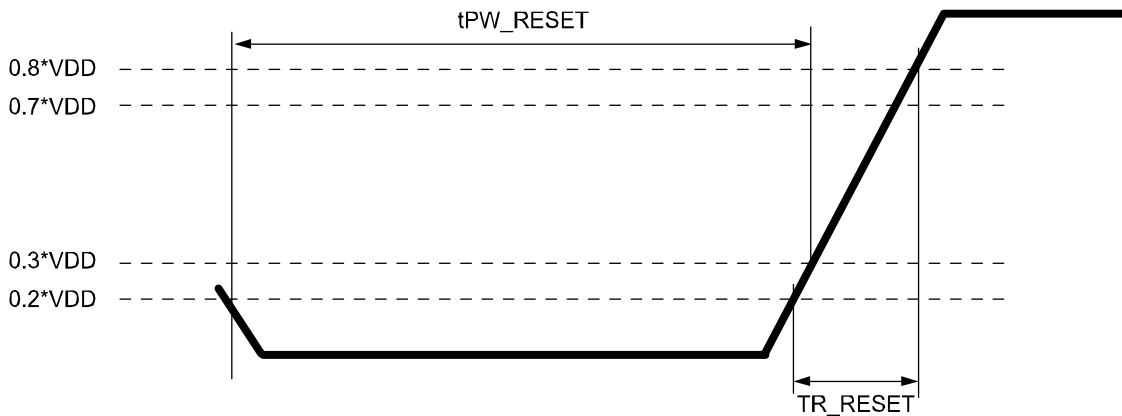 tPW_RESET
0.8*VDD
0.7*VDD
0.3*VDD
0.2*VDD
TR_RESET